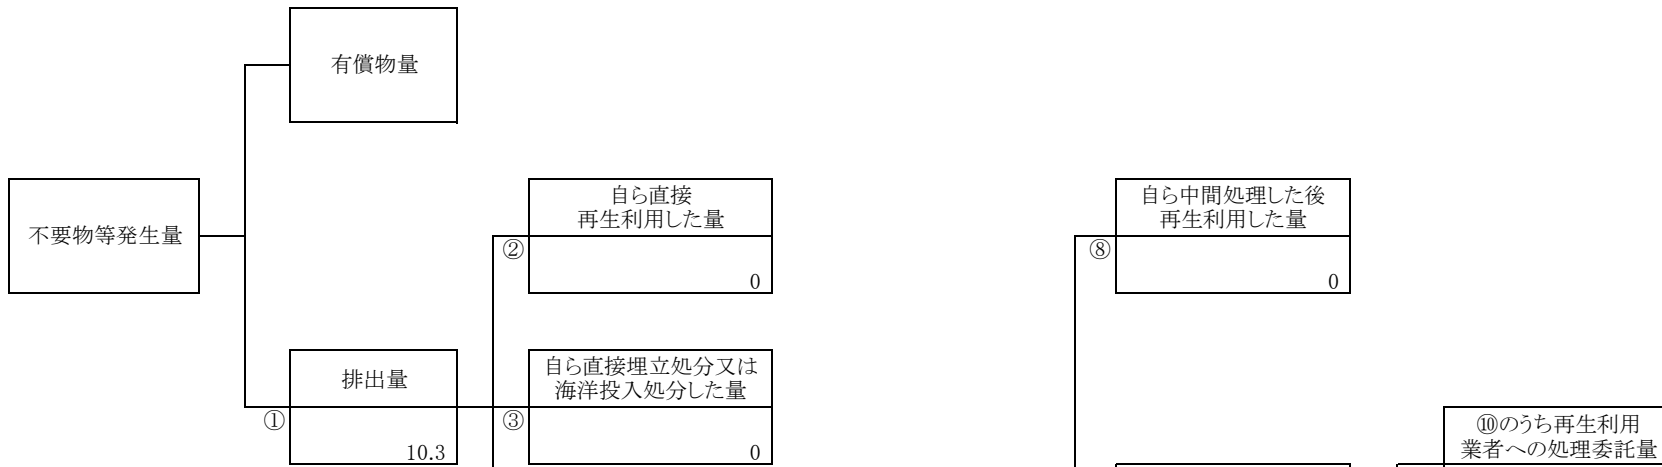 有償物量
不要物等発生量
自ら直接
再生利用した量
②
0
自ら中間処理した後
再生利用した量
⑧
0
排出量
①
10.3
自ら直接埋立処分又は
海洋投入処分した量
③
0
⑩のうち再生利用
業者への処理委託量